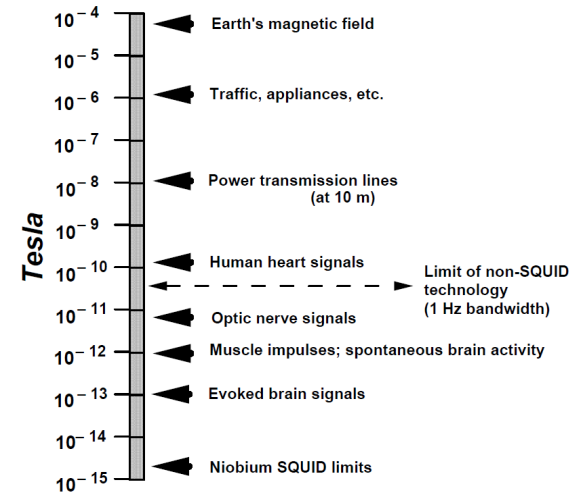 10⁻⁴
Earth's magnetic field
10⁻⁵
10⁻⁶
Traffic, appliances, etc.
10⁻⁷
10⁻⁸
Power transmission lines
(at 10 m)
10⁻⁹
Tesla
Human heart signals
10⁻¹⁰
Limit of non-SQUID
technology
(1 Hz bandwidth)
10⁻¹¹
Optic nerve signals
10⁻¹²
Muscle impulses; spontaneous brain activity
10⁻¹³
Evoked brain signals
10⁻¹⁴
Niobium SQUID limits
10⁻¹⁵